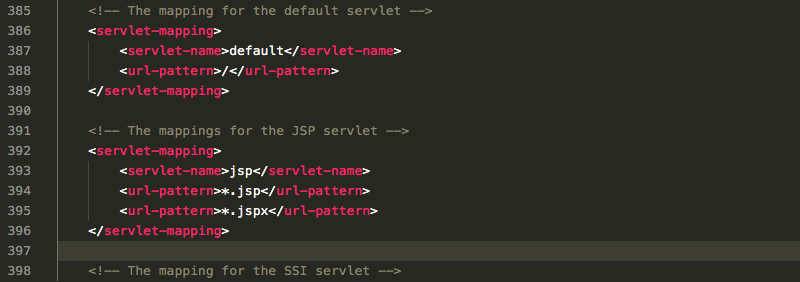 385 <!-- The mapping for the default servlet -->
386 <servlet-mapping>
387 <servlet-name>default</servlet-name>
388 <url-pattern>/</url-pattern>
389 </servlet-mapping>
390
391 <!-- The mappings for the JSP servlet -->
392 <servlet-mapping>
393 <servlet-name>jsp</servlet-name>
394 <url-pattern>*.jsp</url-pattern>
395 <url-pattern>*.jspx</url-pattern>
396 </servlet-mapping>
397
398 <!-- The mapping for the SSI servlet -->